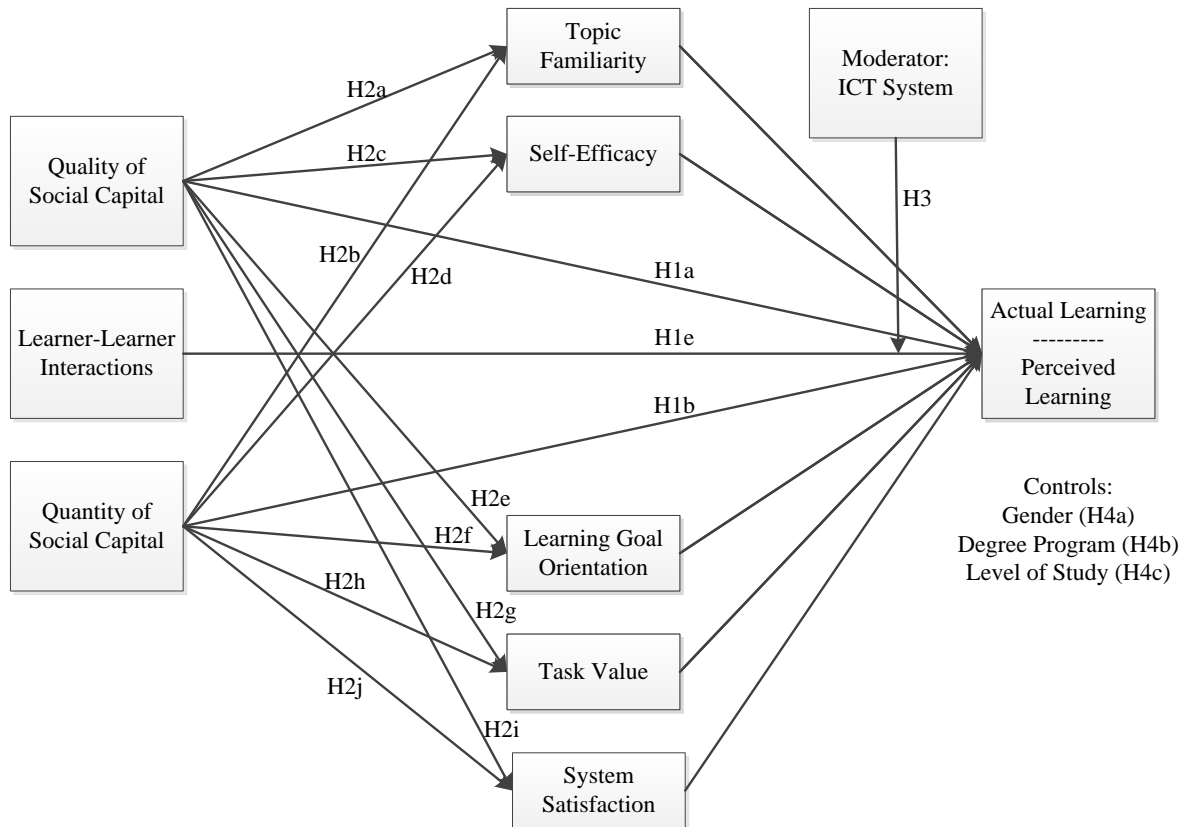 Topic
Familiarity
Moderator:
ICT System
H2a
Quality of
Social Capital
H2c
Self-Efficacy
H3
H2b
H2d
H1a
Learner-Learner
Interactions
H1e
Actual Learning
---------
Perceived
Learning
H1b
Quantity of
Social Capital
H2e
H2f
Learning Goal
Orientation
Controls:
Gender (H4a)
Degree Program (H4b)
Level of Study (H4c)
H2h
H2g
Task Value
H2j
H2i
System
Satisfaction